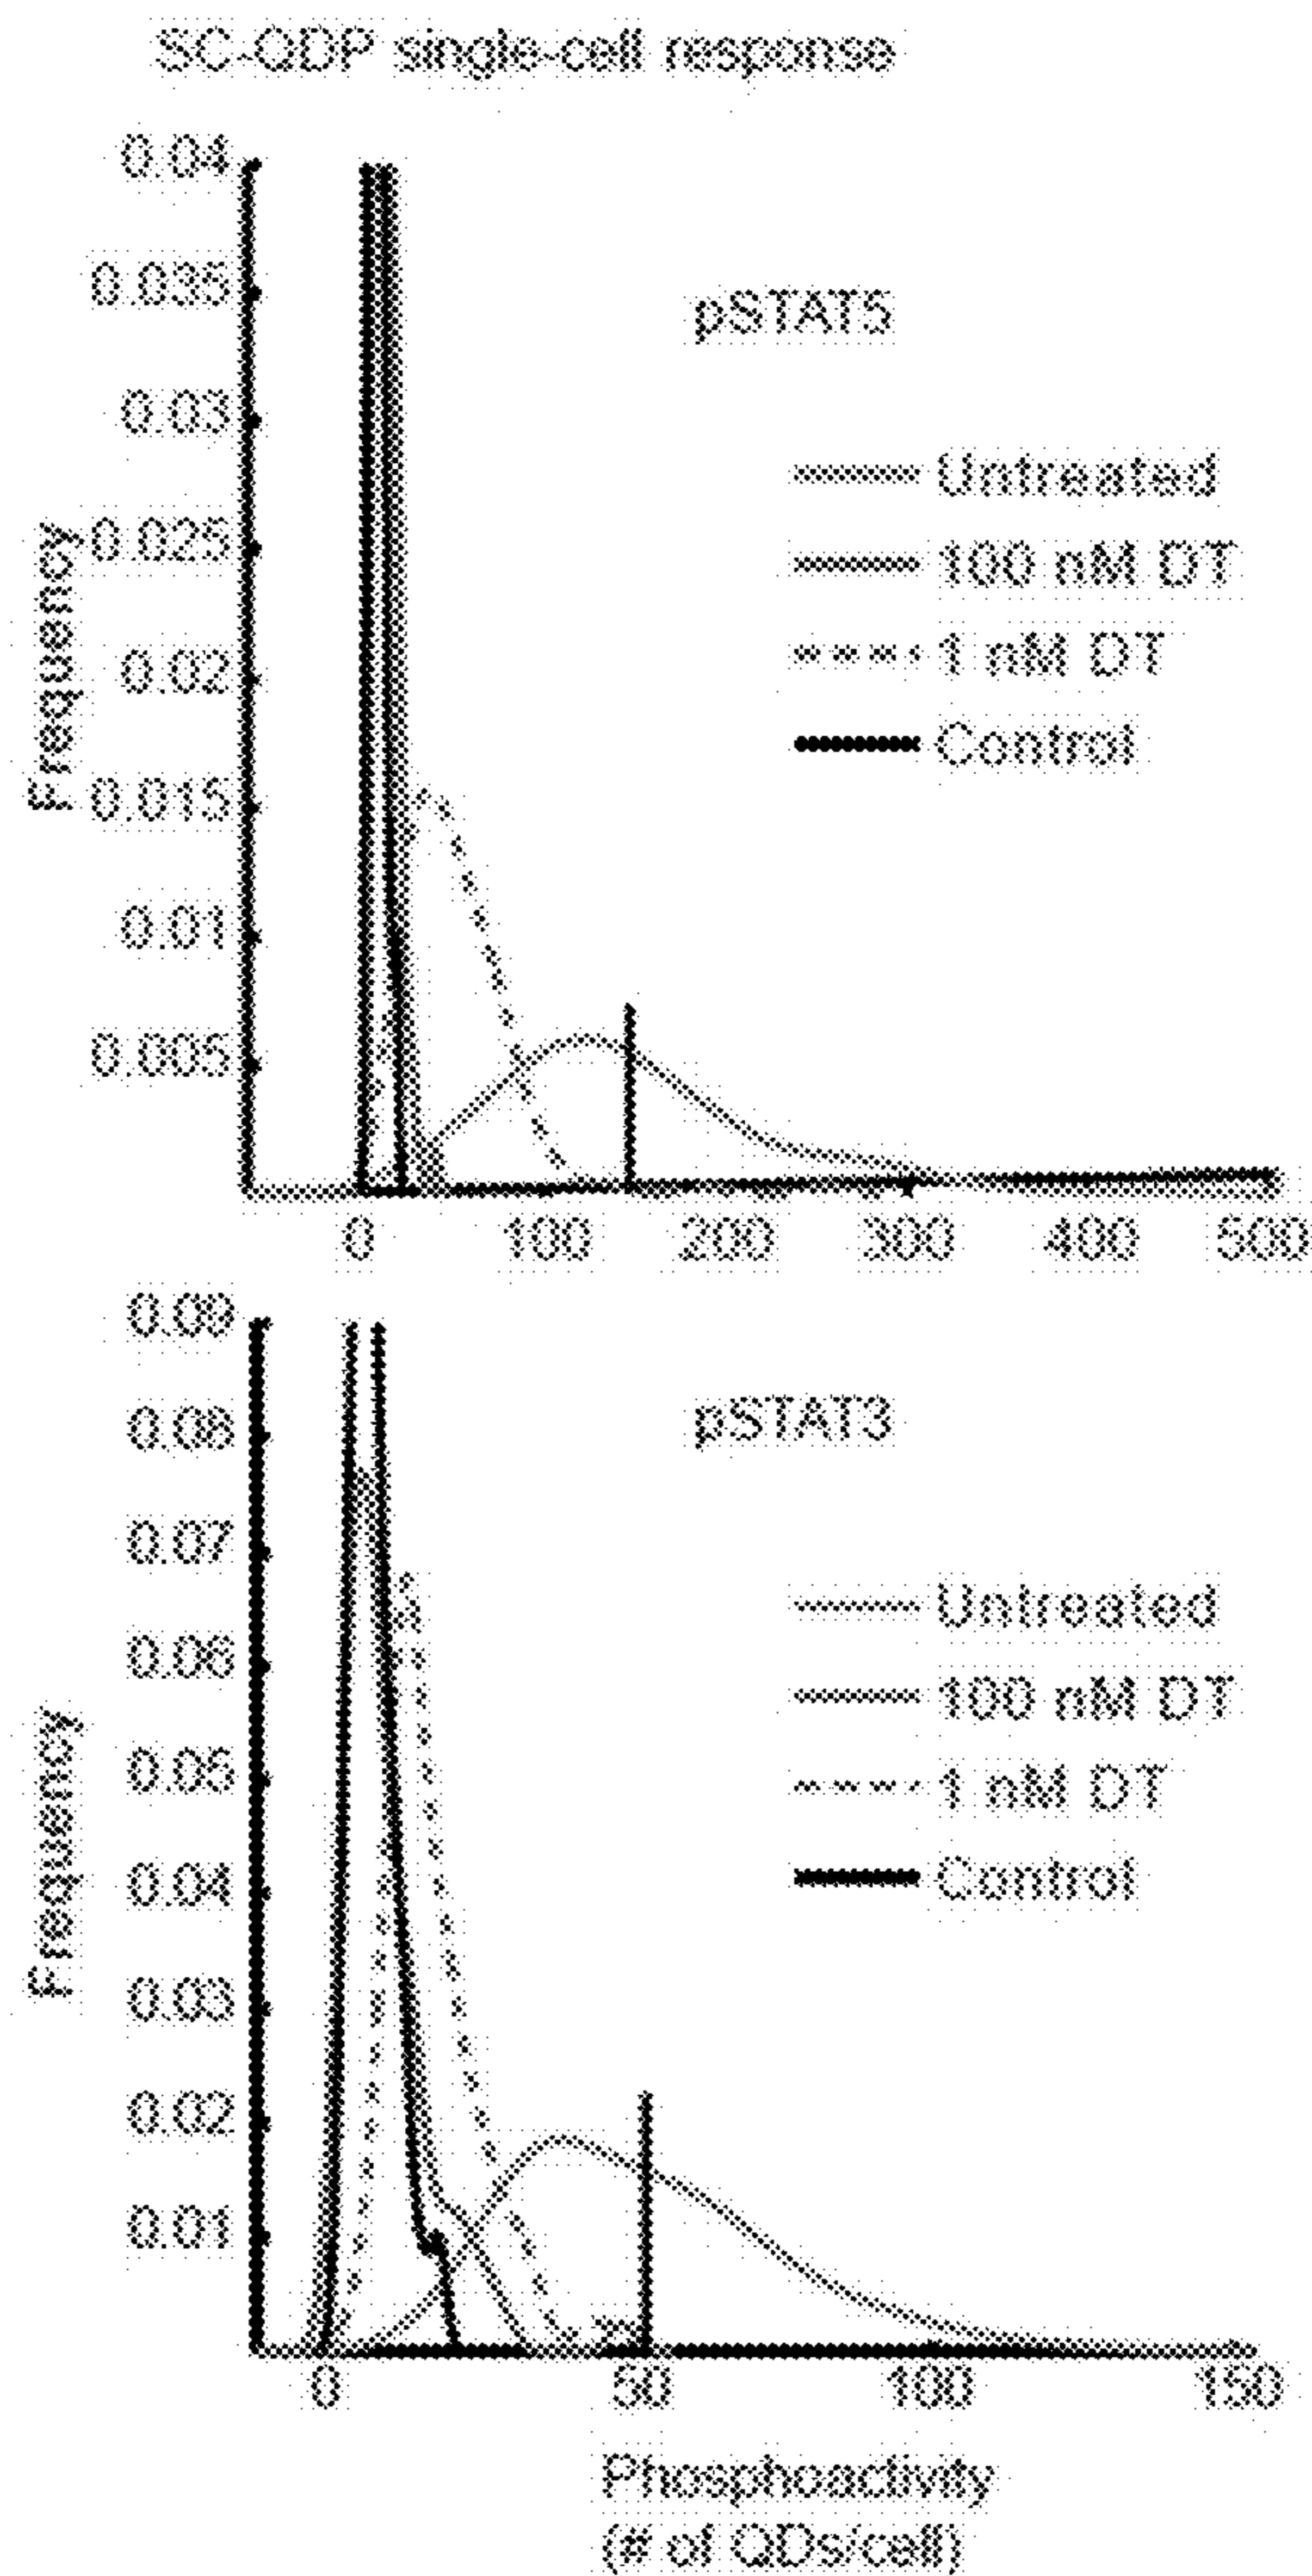 SC-QDP single-cell response
0.04
0.035
0.03
0.025
0.02
0.015
0.01
0.005
Frequency
pSTAT5
Untreated
100 nM DT
1 nM DT
Control
0 100 200 300 400 500
0.09
0.08
0.07
0.06
0.05
0.04
0.03
0.02
0.01
Frequency
pSTAT3
Untreated
100 nM DT
1 nM DT
Control
0 50 100 150
Phosphoactivity
(# of QDs/cell)